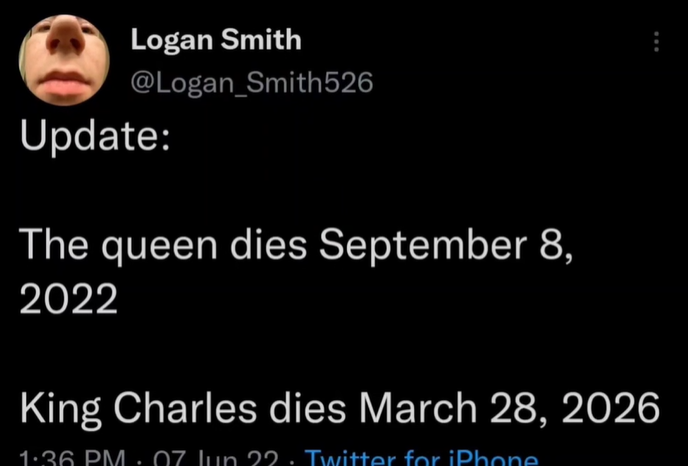 Logan Smith
@Logan_Smith526
Update:
The queen dies September 8,
2022
King Charles dies March 28, 2026
1:36 PM · 07 Jun 22 · Twitter for iPhone